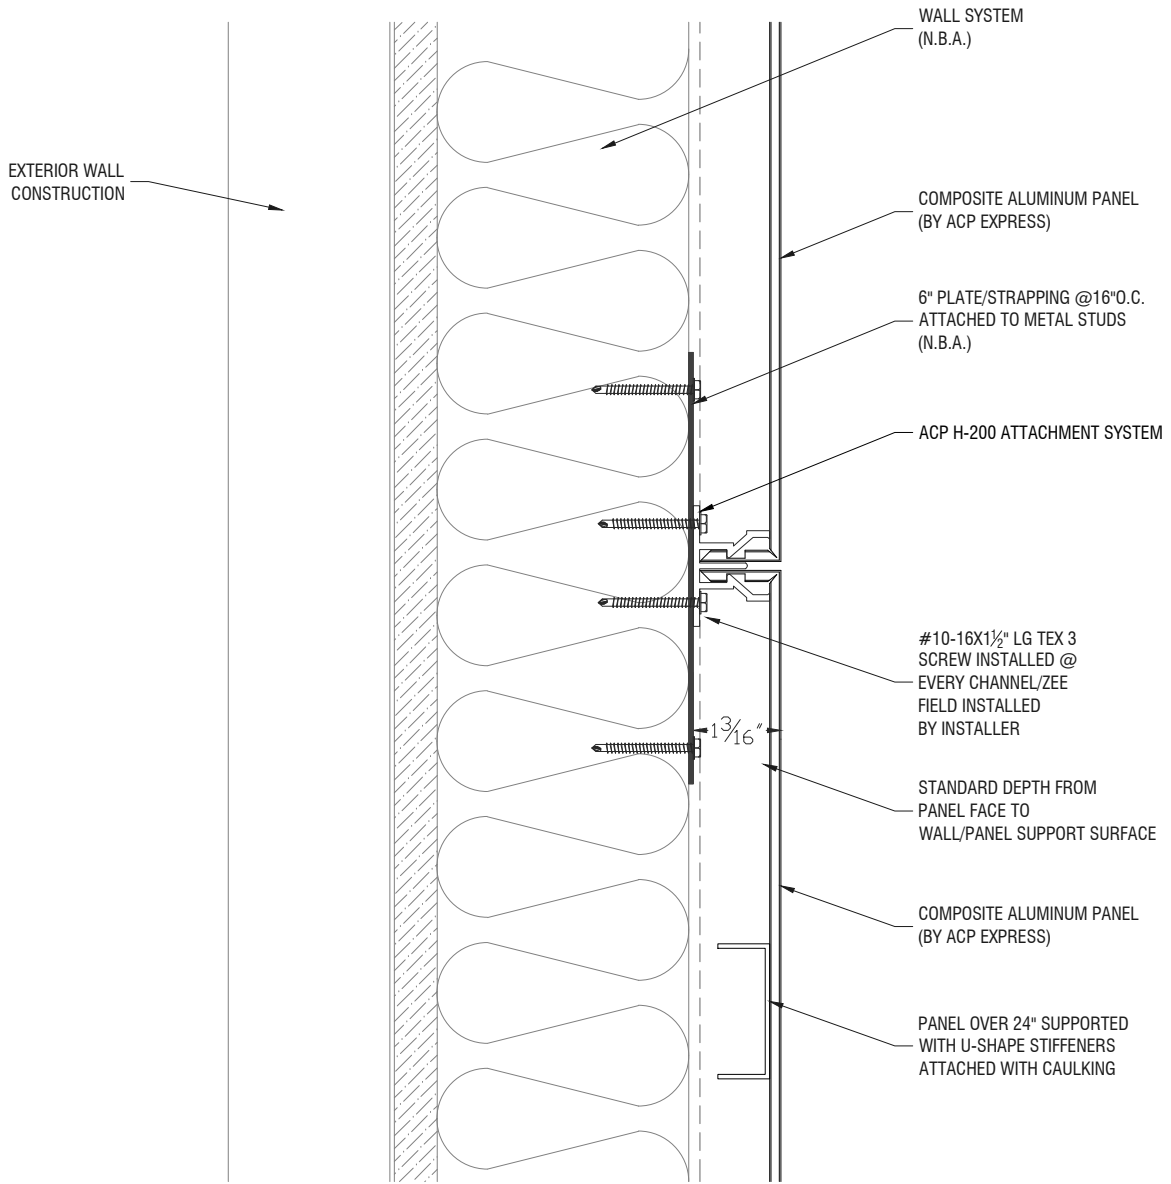 WALL SYSTEM
(N.B.A.)
EXTERIOR WALL
CONSTRUCTION
COMPOSITE ALUMINUM PANEL
(BY ACP EXPRESS)
6" PLATE/STRAPPING @16"O.C.
ATTACHED TO METAL STUDS
(N.B.A.)
ACP H-200 ATTACHMENT SYSTEM
#10-16X1½" LG TEX 3
SCREW INSTALLED @
EVERY CHANNEL/ZEE
FIELD INSTALLED
BY INSTALLER
1 3/16"
STANDARD DEPTH FROM
PANEL FACE TO
WALL/PANEL SUPPORT SURFACE
COMPOSITE ALUMINUM PANEL
(BY ACP EXPRESS)
PANEL OVER 24" SUPPORTED
WITH U-SHAPE STIFFENERS
ATTACHED WITH CAULKING